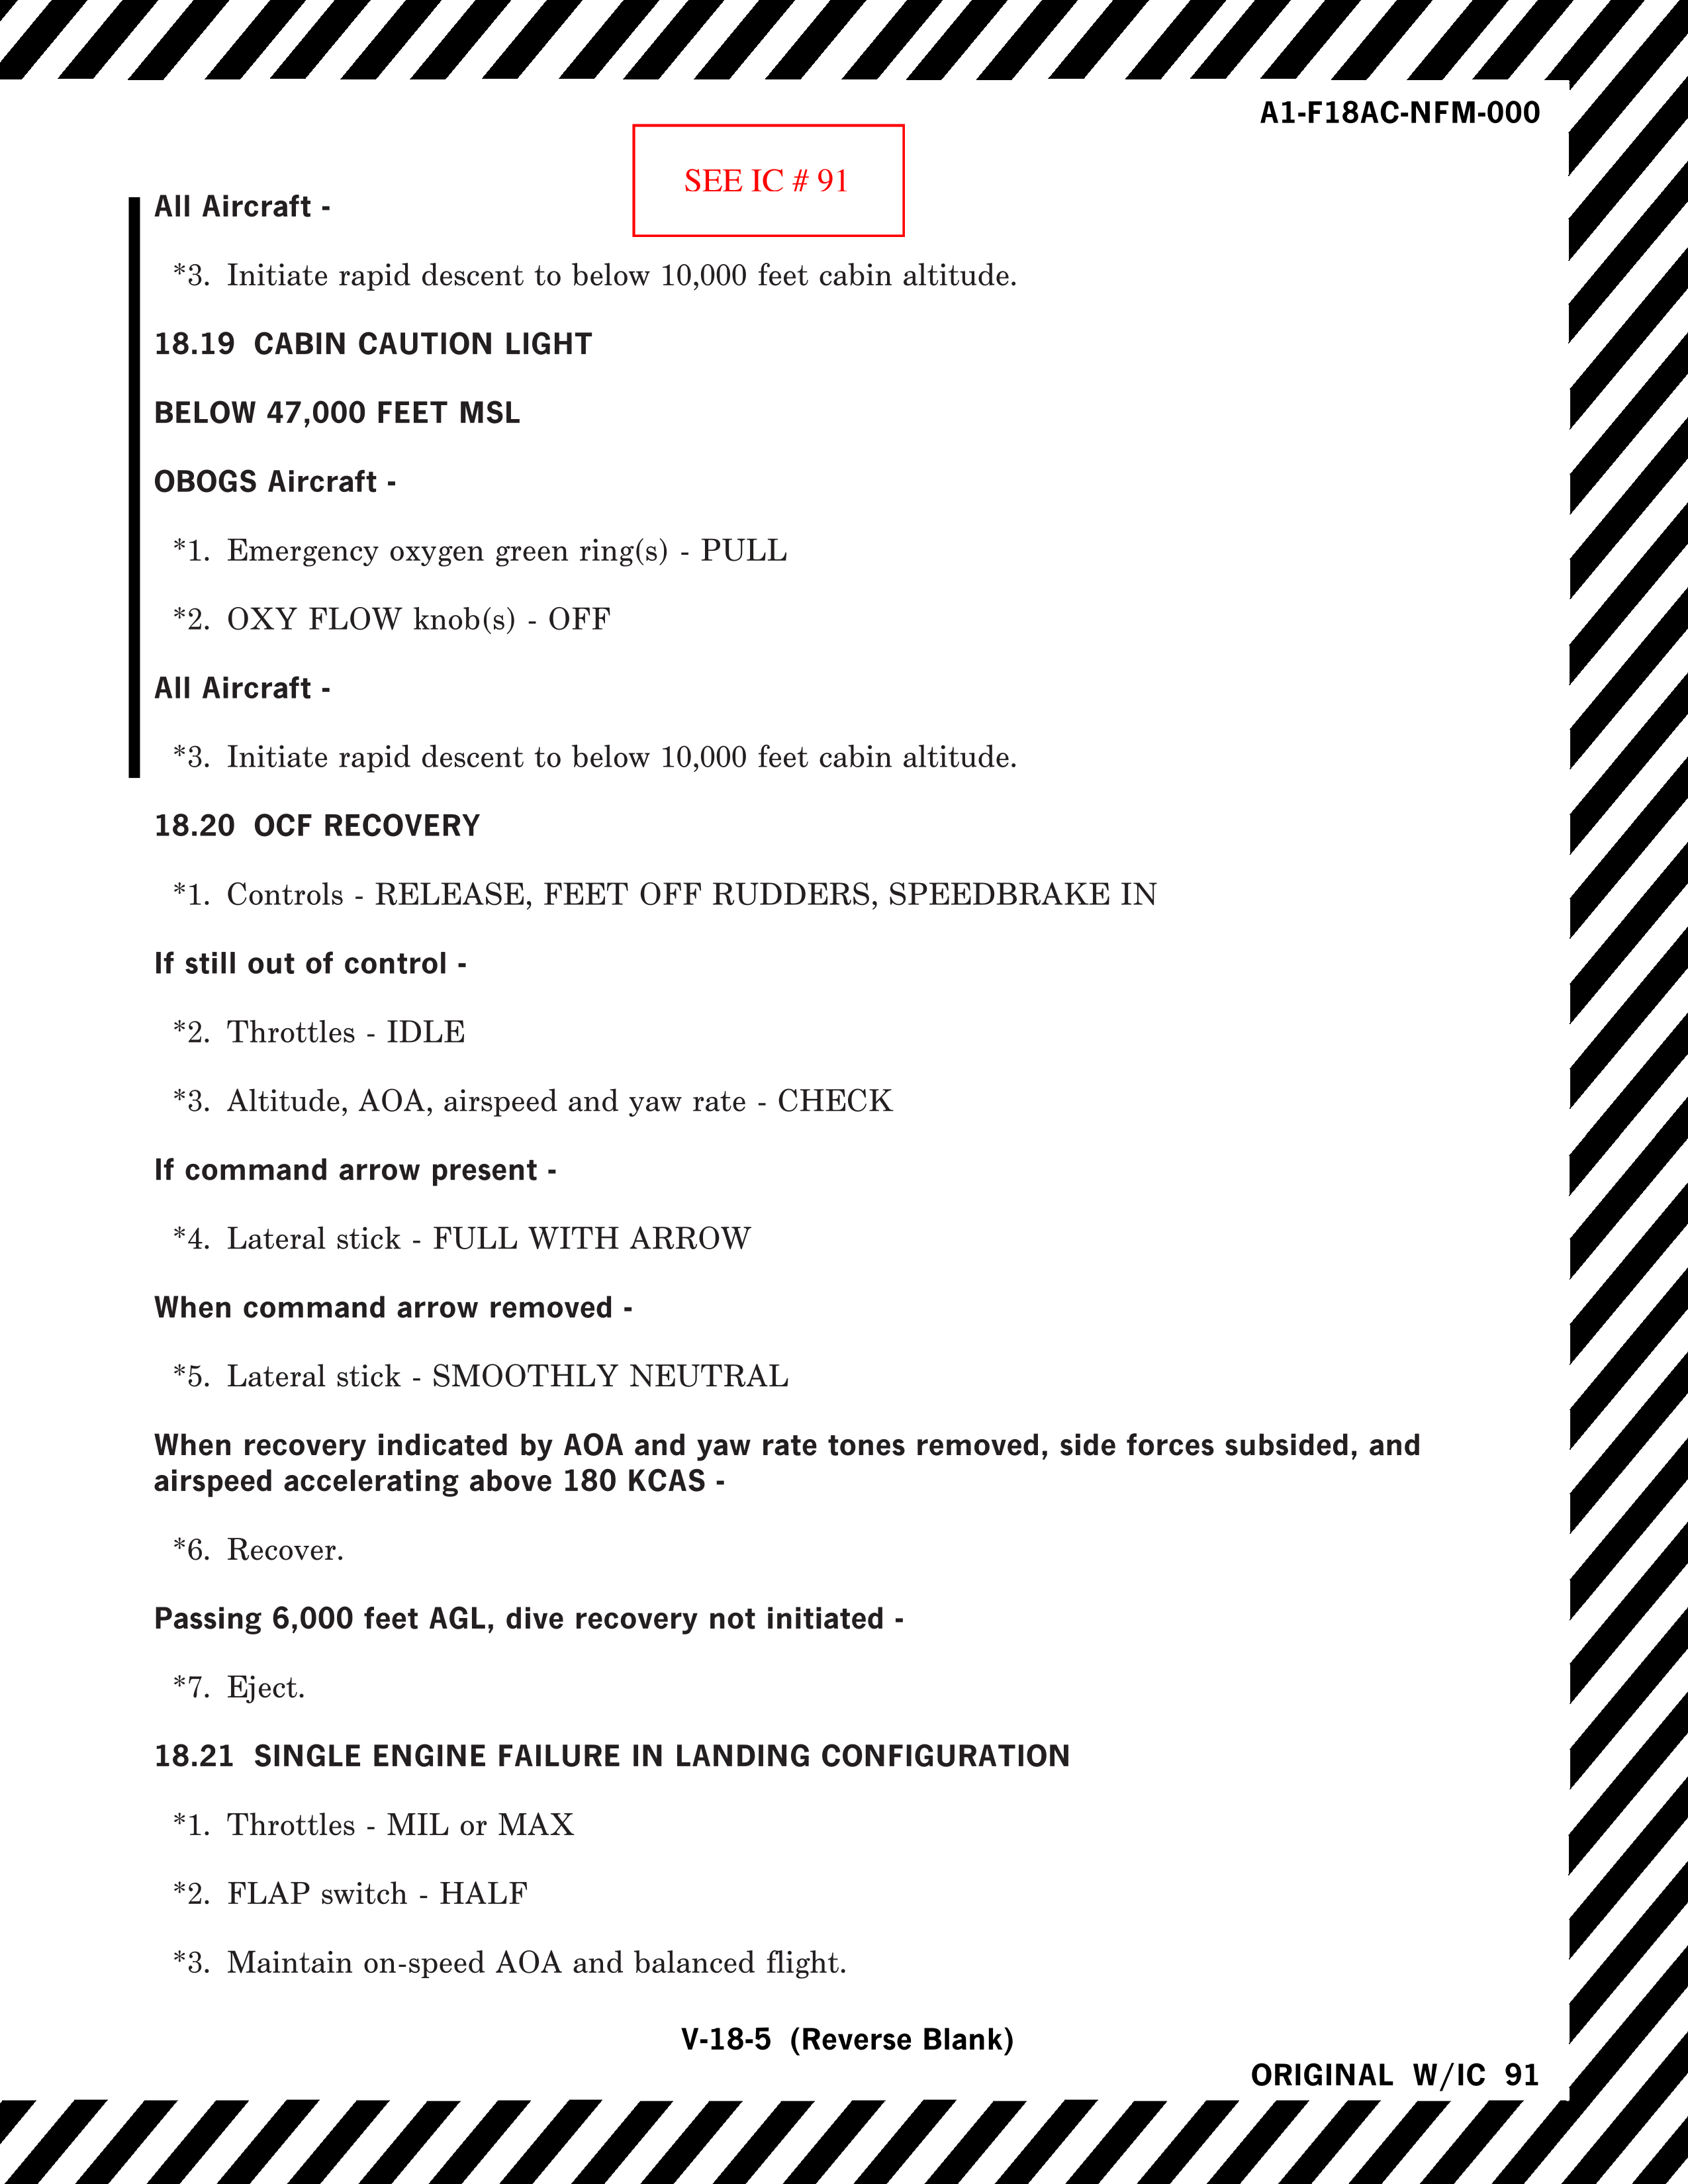 A1-F18AC-NFM-000
SEE IC # 91
All Aircraft -
*3. Initiate rapid descent to below 10,000 feet cabin altitude.
18.19 CABIN CAUTION LIGHT
BELOW 47,000 FEET MSL
OBOGS Aircraft -
*1. Emergency oxygen green ring(s) - PULL
*2. OXY FLOW knob(s) - OFF
All Aircraft -
*3. Initiate rapid descent to below 10,000 feet cabin altitude.
18.20 OCF RECOVERY
*1. Controls - RELEASE, FEET OFF RUDDERS, SPEEDBRAKE IN
If still out of control -
*2. Throttles - IDLE
*3. Altitude, AOA, airspeed and yaw rate - CHECK
If command arrow present -
*4. Lateral stick - FULL WITH ARROW
When command arrow removed -
*5. Lateral stick - SMOOTHLY NEUTRAL
When recovery indicated by AOA and yaw rate tones removed, side forces subsided, and
airspeed accelerating above 180 KCAS -
*6. Recover.
Passing 6,000 feet AGL, dive recovery not initiated -
*7. Eject.
18.21 SINGLE ENGINE FAILURE IN LANDING CONFIGURATION
*1. Throttles - MIL or MAX
*2. FLAP switch - HALF
*3. Maintain on-speed AOA and balanced flight.
V-18-5 (Reverse Blank)
ORIGINAL W/IC 91